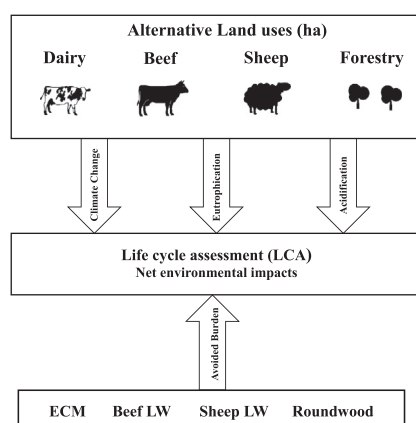 Alternative Land uses (ha)
Dairy Beef Sheep Forestry
Climate Change
Eutrophication
Acidification
Life cycle assessment (LCA)
Net environmental impacts
Avoided Burden
ECM Beef LW Sheep LW Roundwood